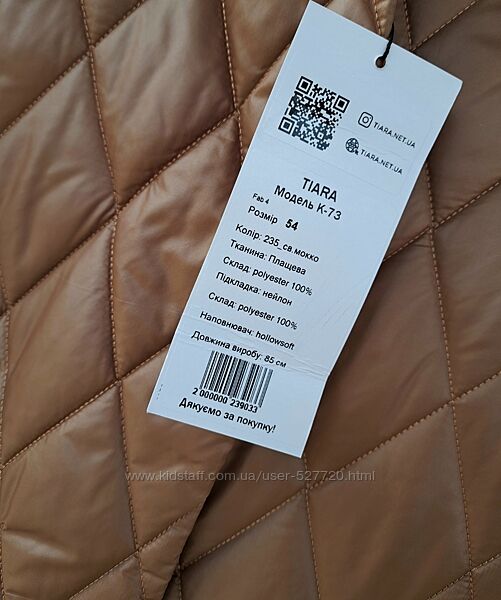 TIARA.NET.UA
TIARA.NET.UA
TIARA
Модель К-73
Fab 4
Розмір 54
Колір: 235_св.мокко
Тканина: Плащева
Склад: polyester 100%
Підкладка: нейлон
Склад: polyester 100%
Наповнювач: hollowsoft
Довжина виробу: 85 см
2 000000 239033
Дякуємо за покупку!
www.kidstaff.com.ua/user-527720.html